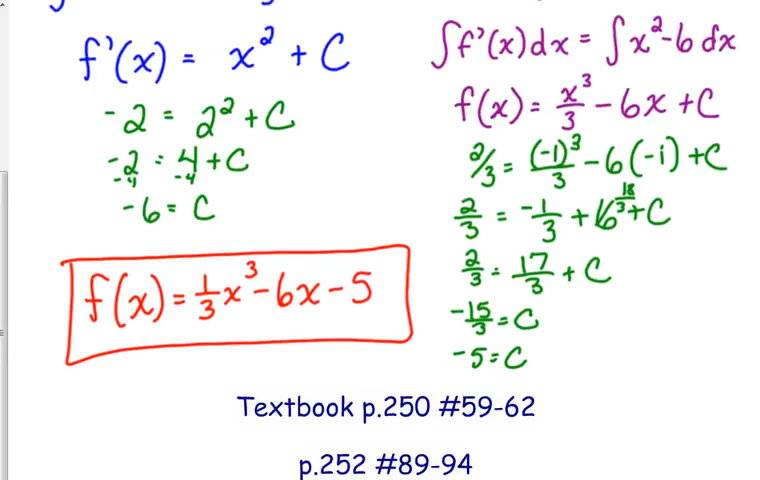 f'(x) = x² + C
-2 = 2² + C
-2 = 4 + C
-4 -4
-6 = C
f(x) = 1/3 x³ - 6x - 5
∫f'(x)dx = ∫x² - 6 dx
f(x) = x³/3 - 6x + C
2/3 = (-1)³/3 - 6(-1) + C
2/3 = -1/3 + 6 18/3 + C
2/3 = 17/3 + C
-15/3 = C
-5 = C
Textbook p.250 #59-62
p.252 #89-94